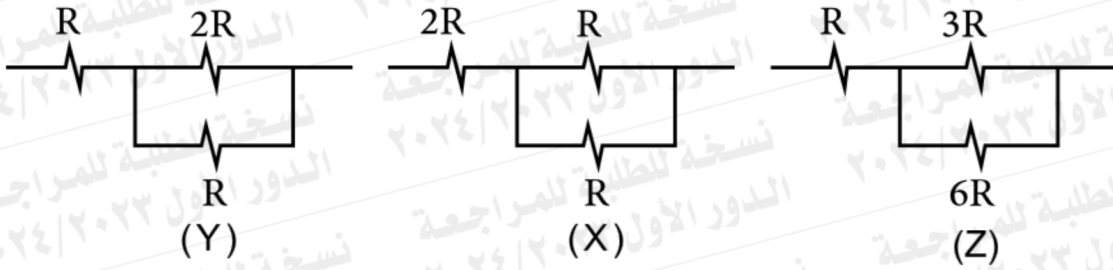 R 2R 2R R R 3R
R R 6R
(Y) (X) (Z)
نسخة للطلبة للمراجعة
الدور الأول ٢٠٢٣/٢٠٢٤